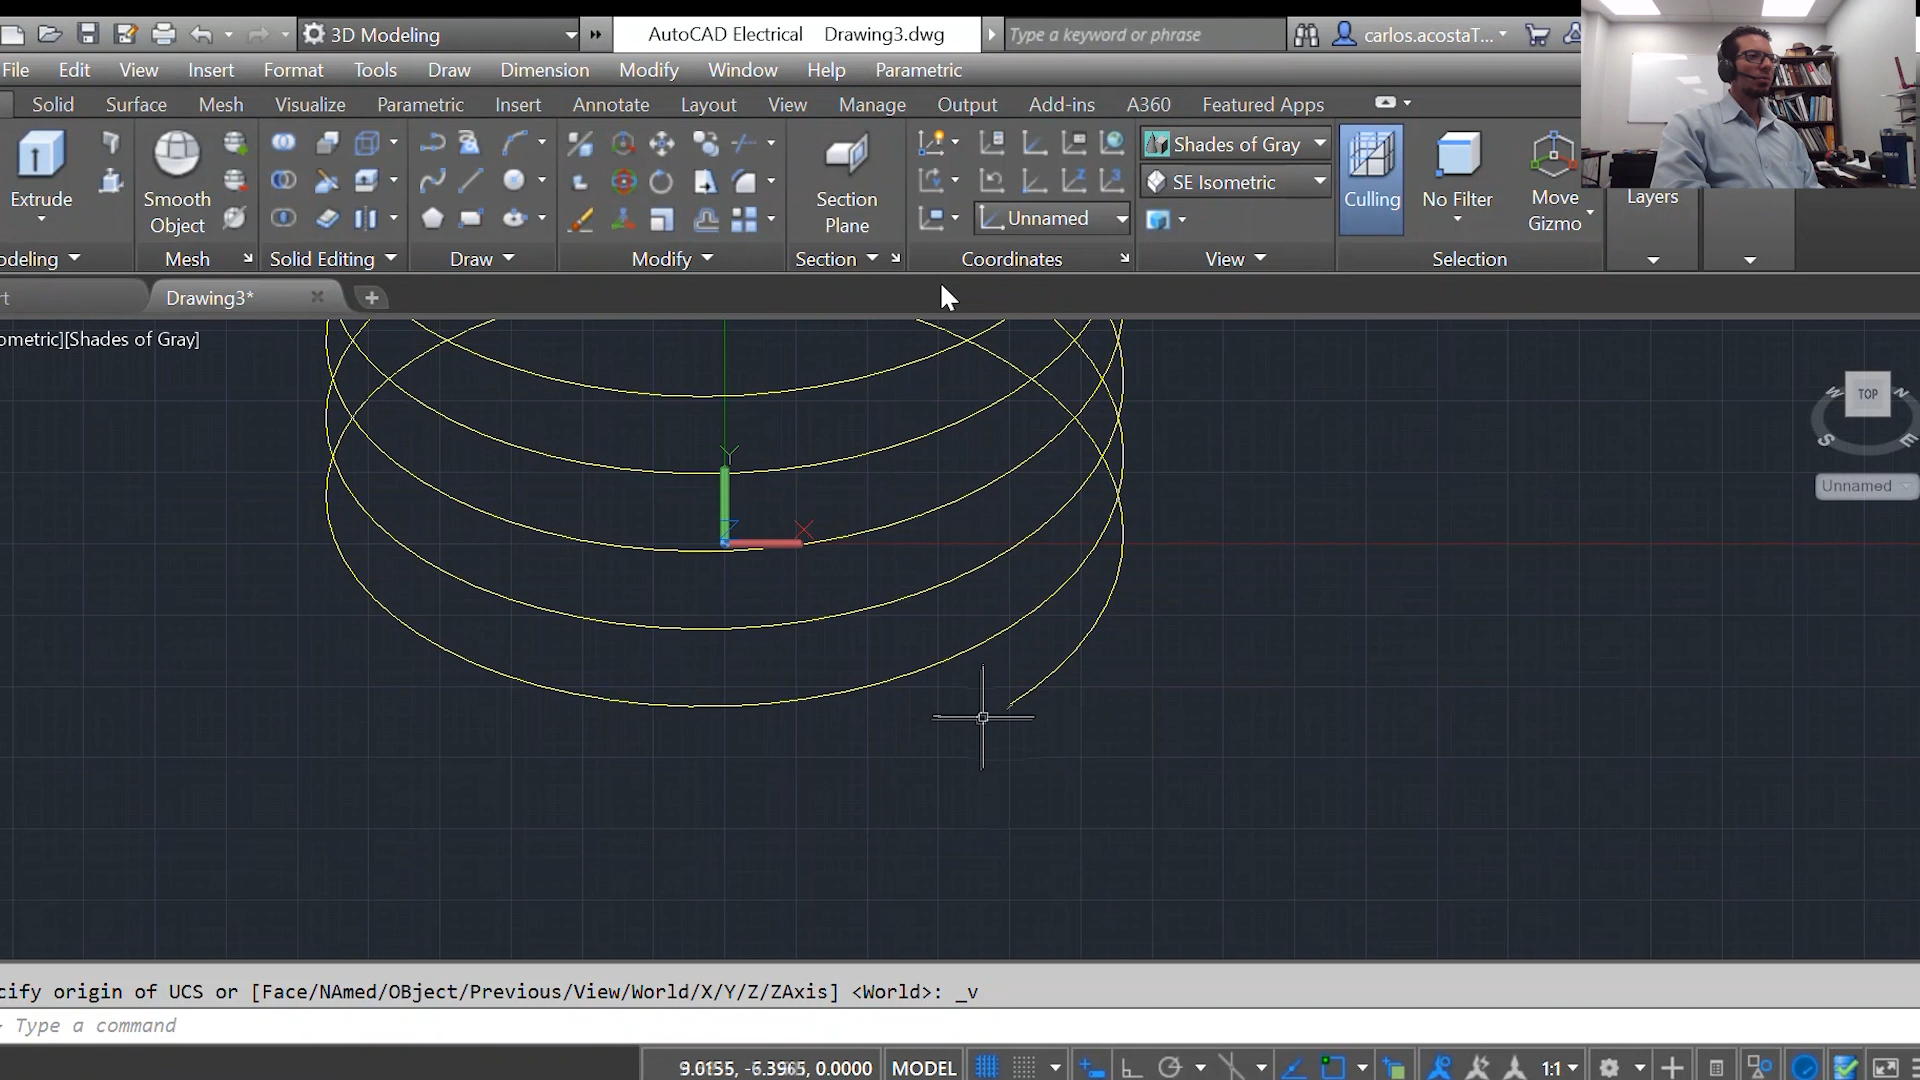 3D Modeling
AutoCAD Electrical Drawing3.dwg
Type a keyword or phrase
carlos.acostaT...
File Edit View Insert Format Tools Draw Dimension Modify Window Help Parametric
Solid Surface Mesh Visualize Parametric Insert Annotate Layout View Manage Output Add-ins A360 Featured Apps
Extrude
Smooth Object
Section Plane
Shades of Gray
SE Isometric
Unnamed
Culling
No Filter
Move Gizmo
Layers
odeling
Mesh
Solid Editing
Draw
Modify
Section
Coordinates
View
Selection
rt
Drawing3*
ometric][Shades of Gray]
Y
X
TOP
W
N
S
E
Unnamed
cify origin of UCS or [Face/NAmed/OBject/Previous/View/World/X/Y/Z/ZAxis] <World>: _v
Type a command
9.0155, -6.3965, 0.0000
MODEL
1:1